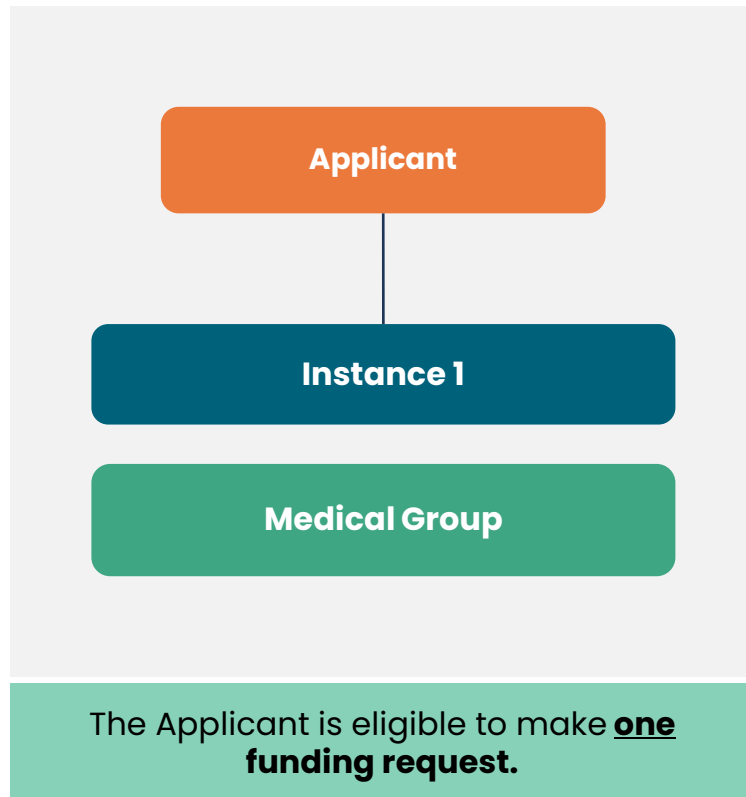 Applicant
Instance 1
Medical Group
The Applicant is eligible to make one
funding request.